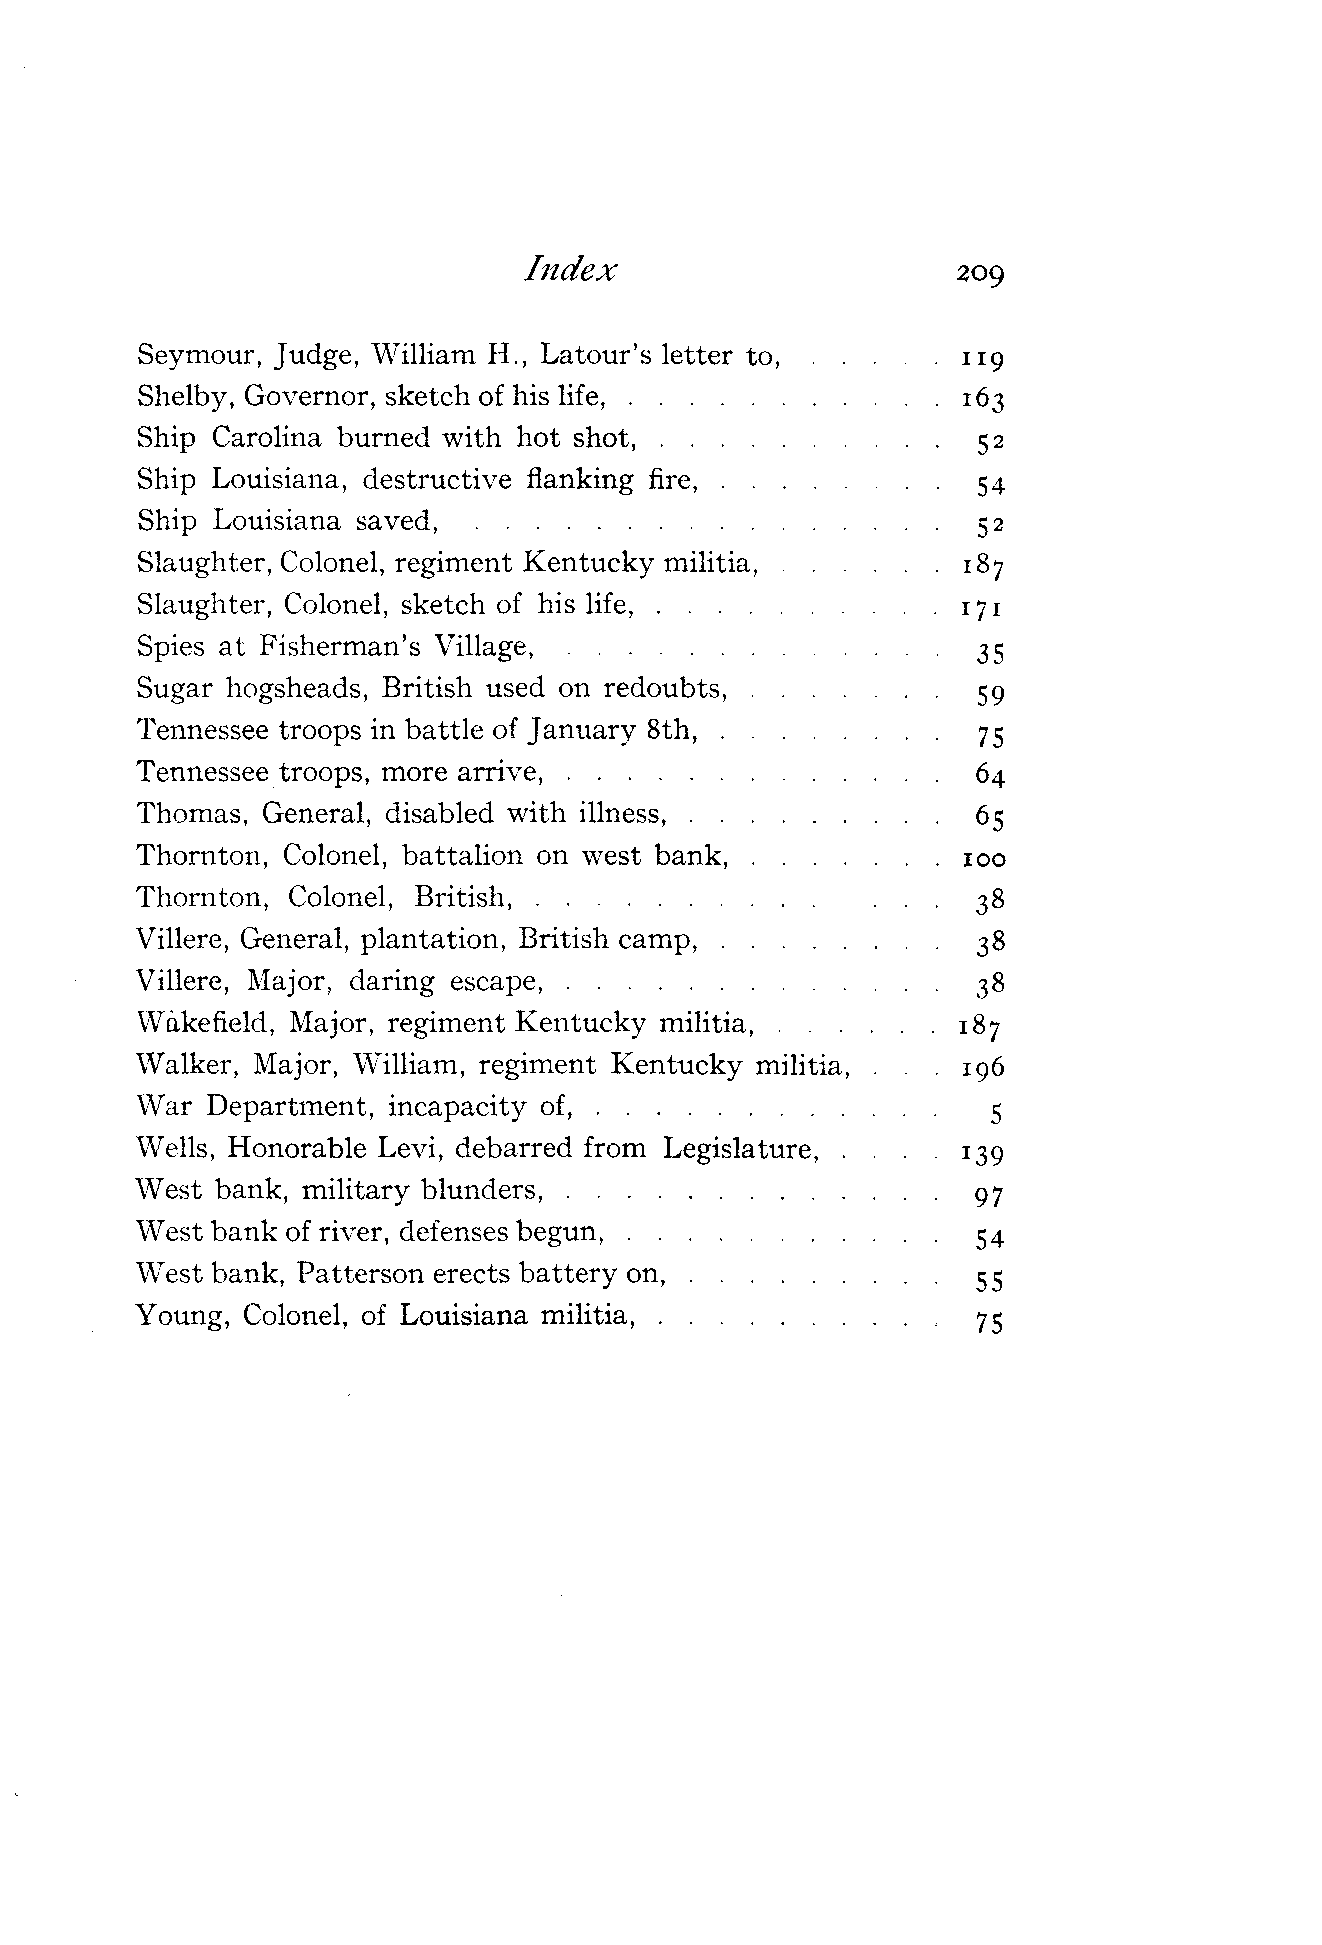 Index 209
Seymour, Judge, William H., Latour's letter to, . . . . . 119
Shelby, Governor, sketch of his life, . . . . . . . . . . . 163
Ship Carolina burned with hot shot, . . . . . . . . . . 52
Ship Louisiana, destructive flanking fire, . . . . . . . . 54
Ship Louisiana saved, . . . . . . . . . . . . . . . . 52
Slaughter, Colonel, regiment Kentucky militia, . . . . . . 187
Slaughter, Colonel, sketch of his life, . . . . . . . . . . 171
Spies at Fisherman's Village, . . . . . . . . . . . . . 35
Sugar hogsheads, British used on redoubts, . . . . . . . 59
Tennessee troops in battle of January 8th, . . . . . . . . 75
Tennessee troops, more arrive, . . . . . . . . . . . . . 64
Thomas, General, disabled with illness, . . . . . . . . . 65
Thornton, Colonel, battalion on west bank, . . . . . . . 100
Thornton, Colonel, British, . . . . . . . . . . . . . 38
Villere, General, plantation, British camp, . . . . . . . . 38
Villere, Major, daring escape, . . . . . . . . . . . . . 38
Wakefield, Major, regiment Kentucky militia, . . . . . . 187
Walker, Major, William, regiment Kentucky militia, . . . 196
War Department, incapacity of, . . . . . . . . . . . . 5
Wells, Honorable Levi, debarred from Legislature, . . . . 139
West bank, military blunders, . . . . . . . . . . . . . 97
West bank of river, defenses begun, . . . . . . . . . . . 54
West bank, Patterson erects battery on, . . . . . . . . . 55
Young, Colonel, of Louisiana militia, . . . . . . . . . . 75